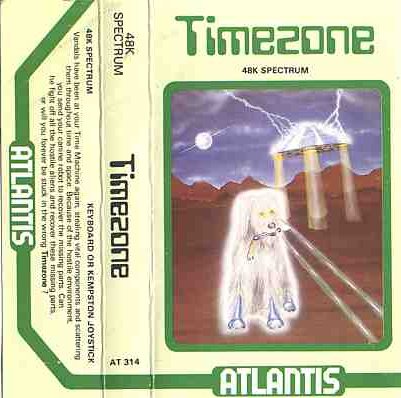 48K SPECTRUM
Vandals have been at your Time Machine again, stealing vital components and scattering
them throughout time and space. Because of the hostile environment,
you send your canine robot to recover the missing parts. Can
he fight off all the hostile aliens and recover these missing parts,
or will you forever be stuck in the wrong Timezone?
KEYBOARD OR KEMPSTON JOYSTICK
ATLANTIS
48K
SPECTRUM
Timezone
AT 314
Timezone
48K SPECTRUM
ATLANTIS